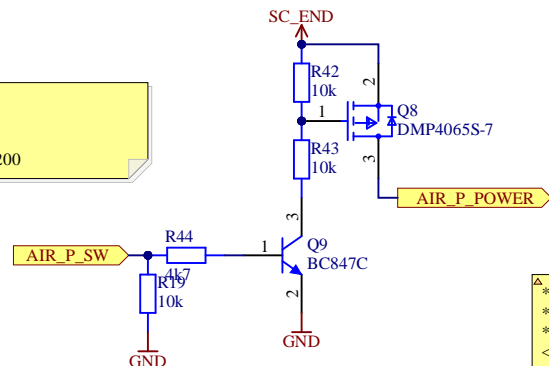 SC_END
R42
10k
2
1
Q8
DMP4065S-7
R43
10k
3
200
AIR_P_POWER
3
R44
Q9
AIR_P_SW
1
BC847C
4k7
R19
10k
2
GND
GND
*
*
*
<